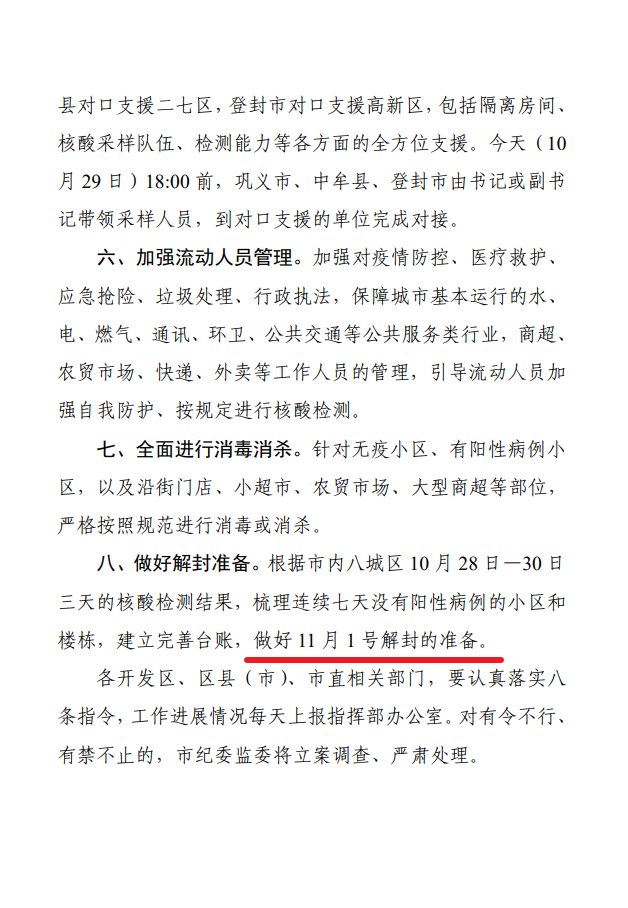 县对口支援二七区，登封市对口支援高新区，包括隔离房间、
核酸采样队伍、检测能力等各方面的全方位支援。今天（10
月 29 日）18:00 前，巩义市、中牟县、登封市由书记或副书
记带领采样人员，到对口支援的单位完成对接。
六、加强流动人员管理。加强对疫情防控、医疗救护、
应急抢险、垃圾处理、行政执法，保障城市基本运行的水、
电、燃气、通讯、环卫、公共交通等公共服务类行业，商超、
农贸市场、快递、外卖等工作人员的管理，引导流动人员加
强自我防护、按规定进行核酸检测。
七、全面进行消毒消杀。针对无疫小区、有阳性病例小
区，以及沿街门店、小超市、农贸市场、大型商超等部位，
严格按照规范进行消毒或消杀。
八、做好解封准备。根据市内八城区 10 月 28 日—30 日
三天的核酸检测结果，梳理连续七天没有阳性病例的小区和
楼栋，建立完善台账，做好 11 月 1 号解封的准备。
各开发区、区县（市）、市直相关部门，要认真落实八
条指令，工作进展情况每天上报指挥部办公室。对有令不行、
有禁不止的，市纪委监委将立案调查、严肃处理。